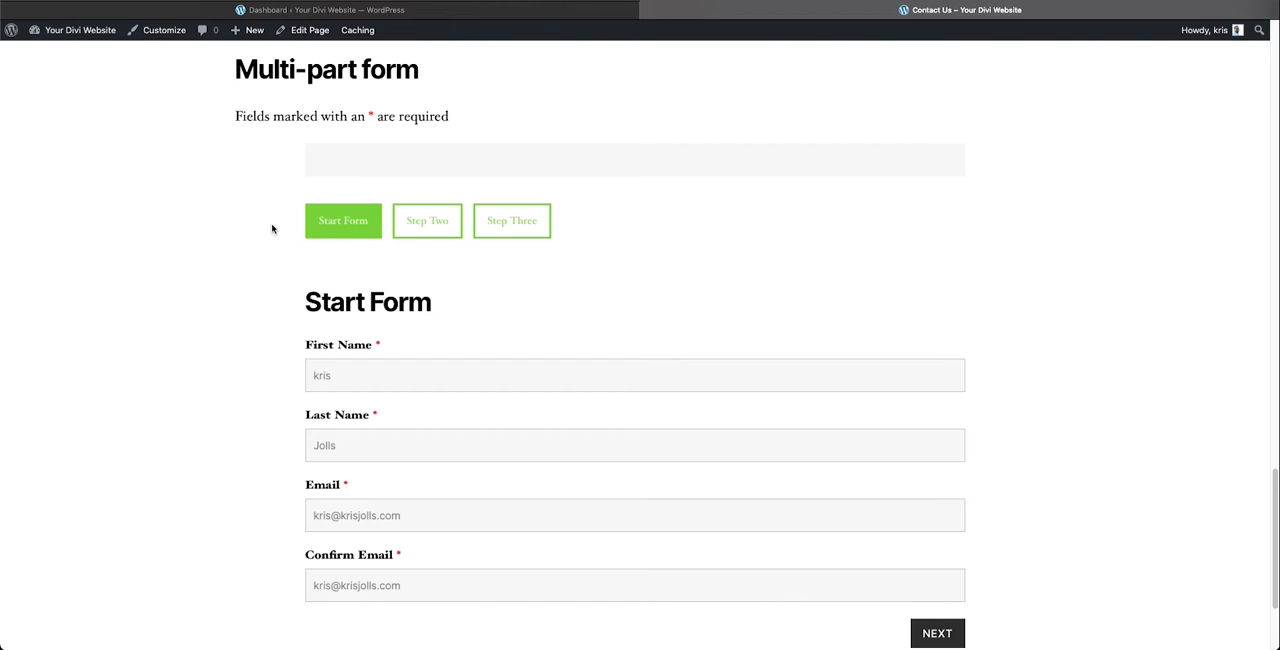 Dashboard ‹ Your Divi Website — WordPress
Contact Us – Your Divi Website
Your Divi Website Customize 0 New Edit Page Caching Howdy, kris
Multi-part form
Fields marked with an * are required
Start Form Step Two Step Three
Start Form
First Name *
kris
Last Name *
Jolls
Email *
kris@krisjolls.com
Confirm Email *
kris@krisjolls.com
NEXT